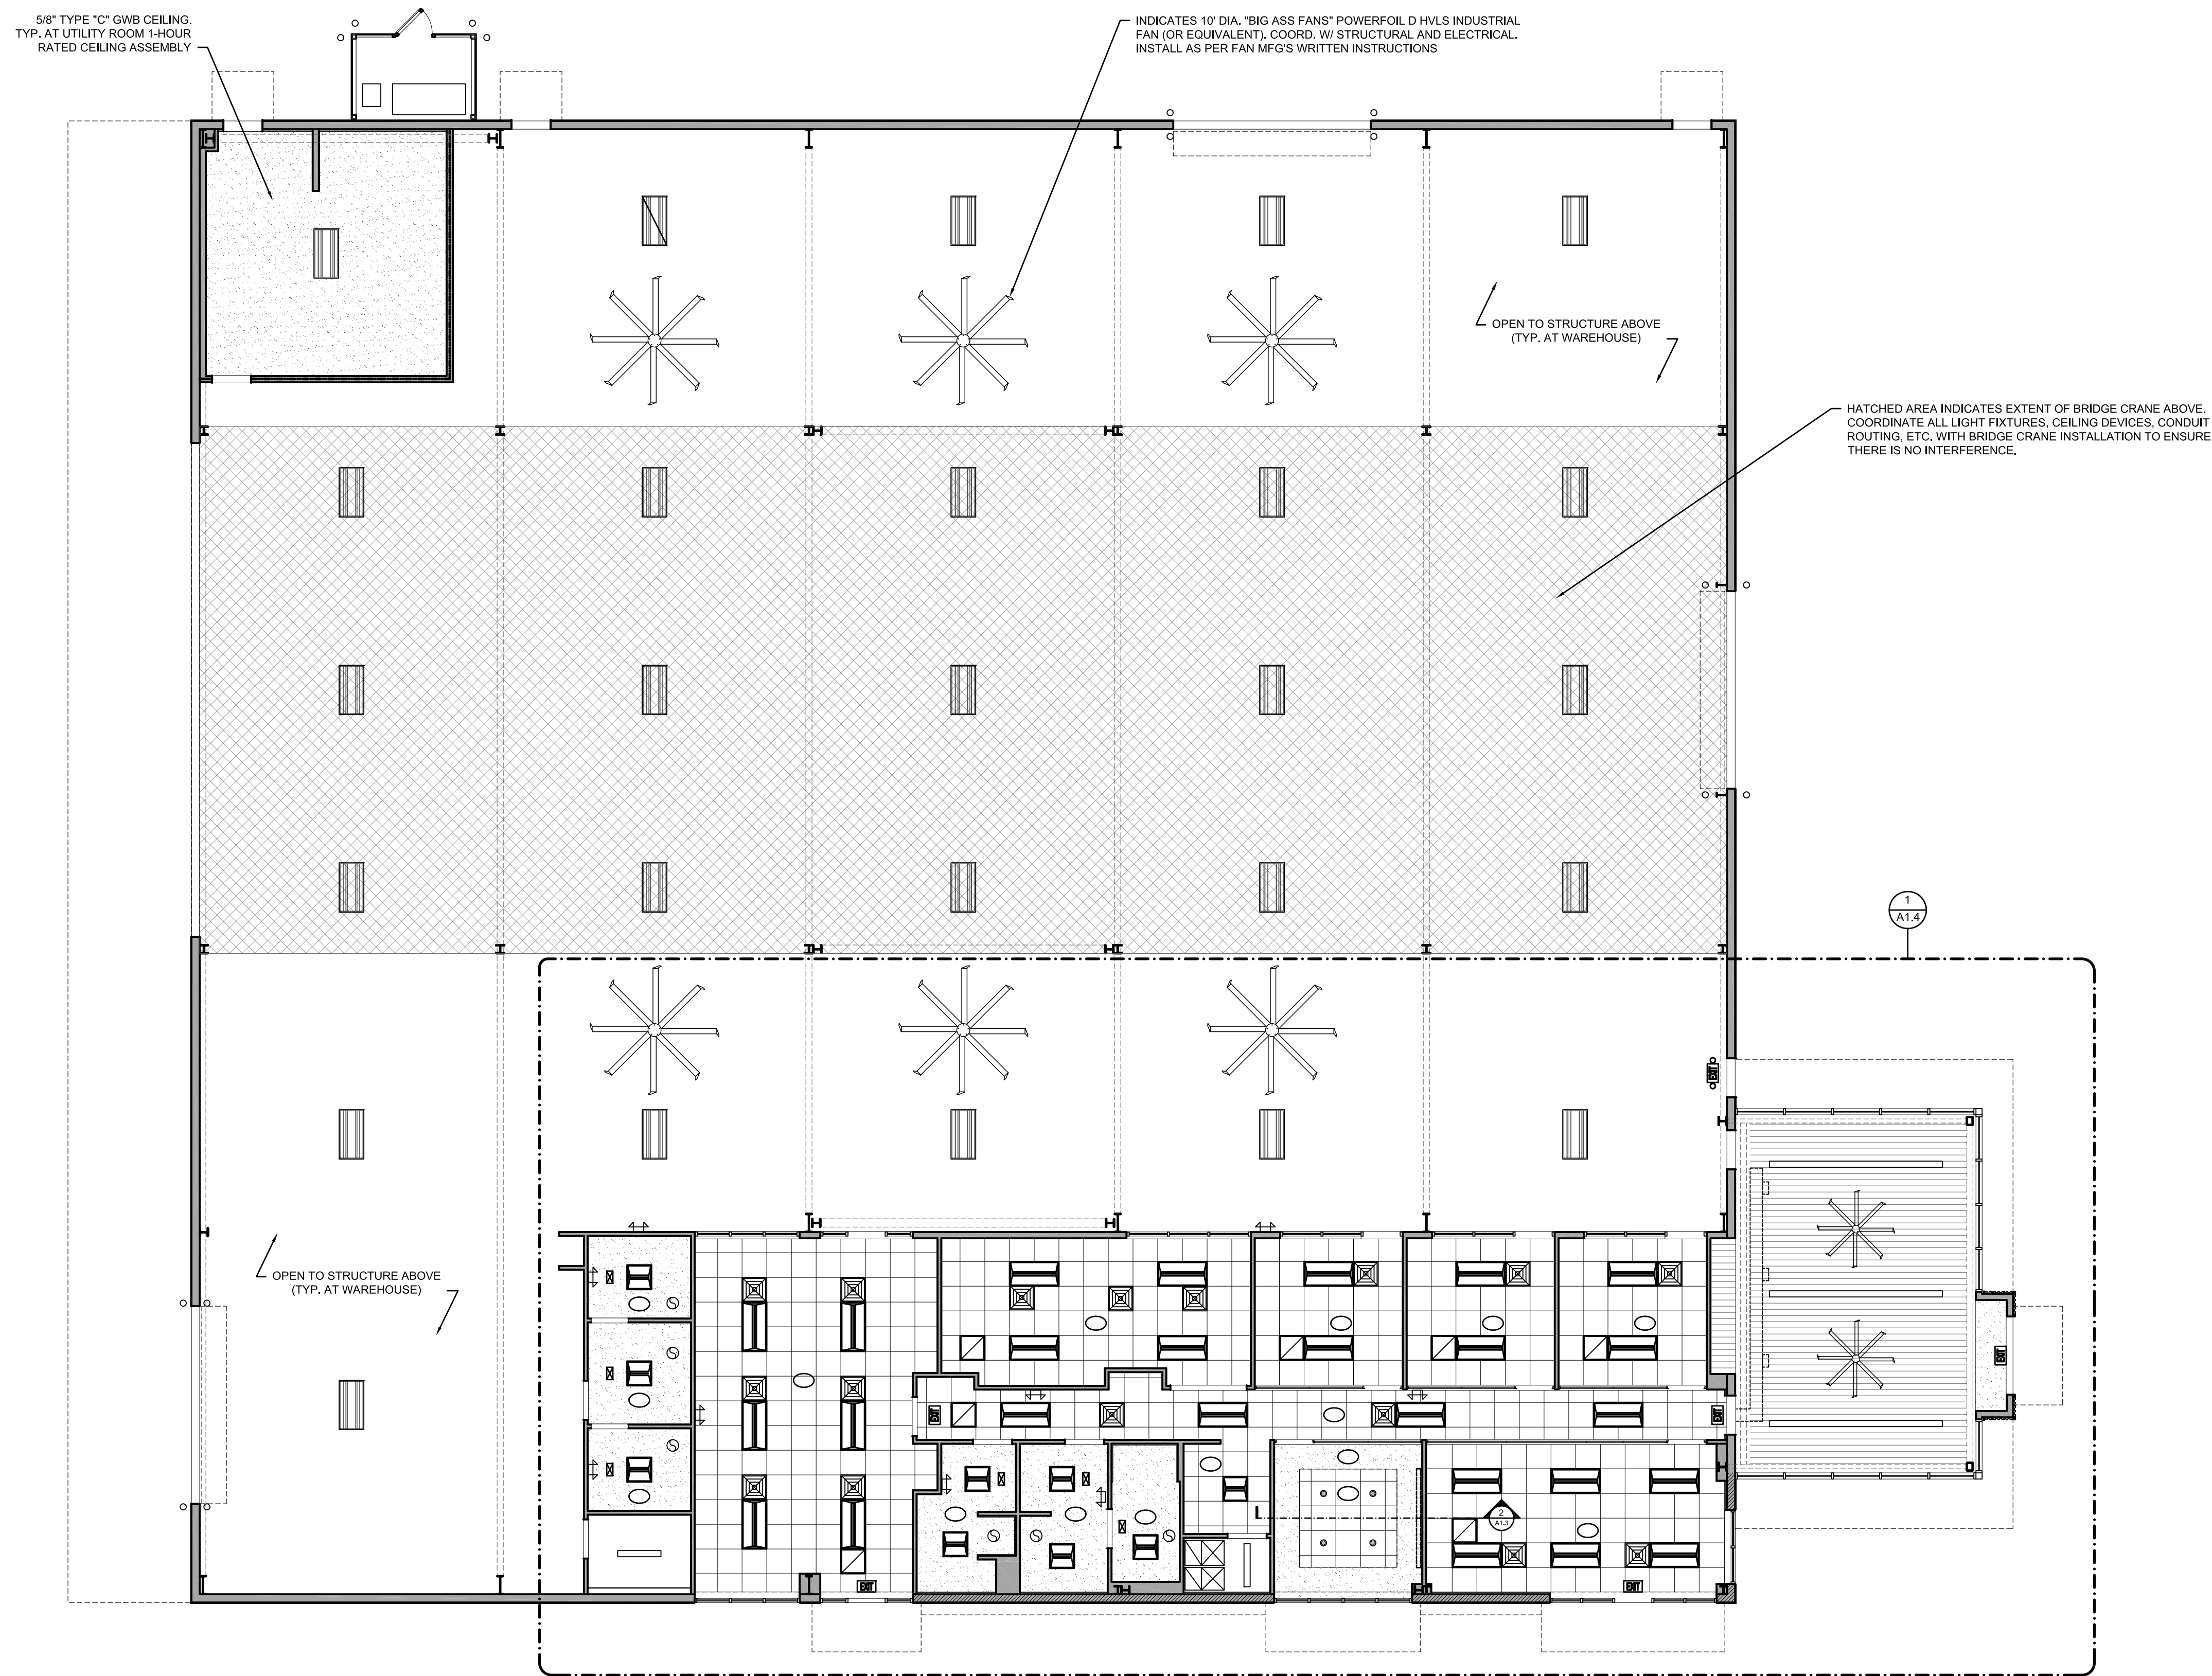 5/8" TYPE "C" GWB CEILING.
TYP. AT UTILITY ROOM 1-HOUR
RATED CEILING ASSEMBLY
INDICATES 10' DIA. "BIG ASS FANS" POWERFOIL D HVLS INDUSTRIAL
FAN (OR EQUIVALENT). COORD. W/ STRUCTURAL AND ELECTRICAL.
INSTALL AS PER FAN MFG'S WRITTEN INSTRUCTIONS
OPEN TO STRUCTURE ABOVE
(TYP. AT WAREHOUSE)
HATCHED AREA INDICATES EXTENT OF BRIDGE CRANE ABOVE.
COORDINATE ALL LIGHT FIXTURES, CEILING DEVICES, CONDUIT
ROUTING, ETC. WITH BRIDGE CRANE INSTALLATION TO ENSURE
THERE IS NO INTERFERENCE.
1
A1.4
EXIT
OPEN TO STRUCTURE ABOVE
(TYP. AT WAREHOUSE)
EXIT
EXIT
EXIT
2
A1.3
EXIT
EXIT